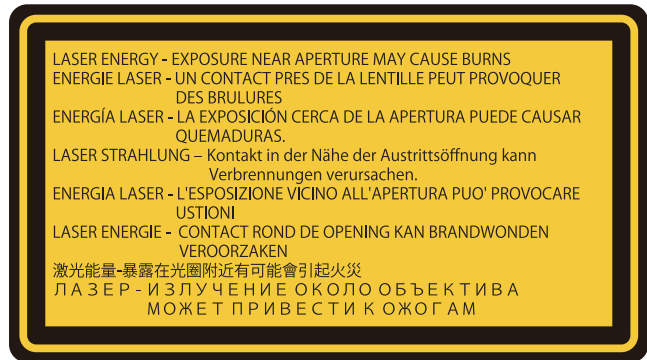 LASER ENERGY - EXPOSURE NEAR APERTURE MAY CAUSE BURNS
ENERGIE LASER - UN CONTACT PRES DE LA LENTILLE PEUT PROVOQUER
DES BRULURES
ENERGÍA LASER - LA EXPOSICIÓN CERCA DE LA APERTURA PUEDE CAUSAR
QUEMADURAS.
LASER STRAHLUNG – Kontakt in der Nähe der Austrittsöffnung kann
Verbrennungen verursachen.
ENERGIA LASER - L'ESPOSIZIONE VICINO ALL'APERTURA PUO' PROVOCARE
USTIONI
LASER ENERGIE - CONTACT ROND DE OPENING KAN BRANDWONDEN
VEROORZAKEN
激光能量-暴露在光圈附近有可能會引起火災
ЛАЗЕР - ИЗЛУЧЕНИЕ ОКОЛО ОБЪЕКТИВА
МОЖЕТ ПРИВЕСТИ К ОЖОГАМ